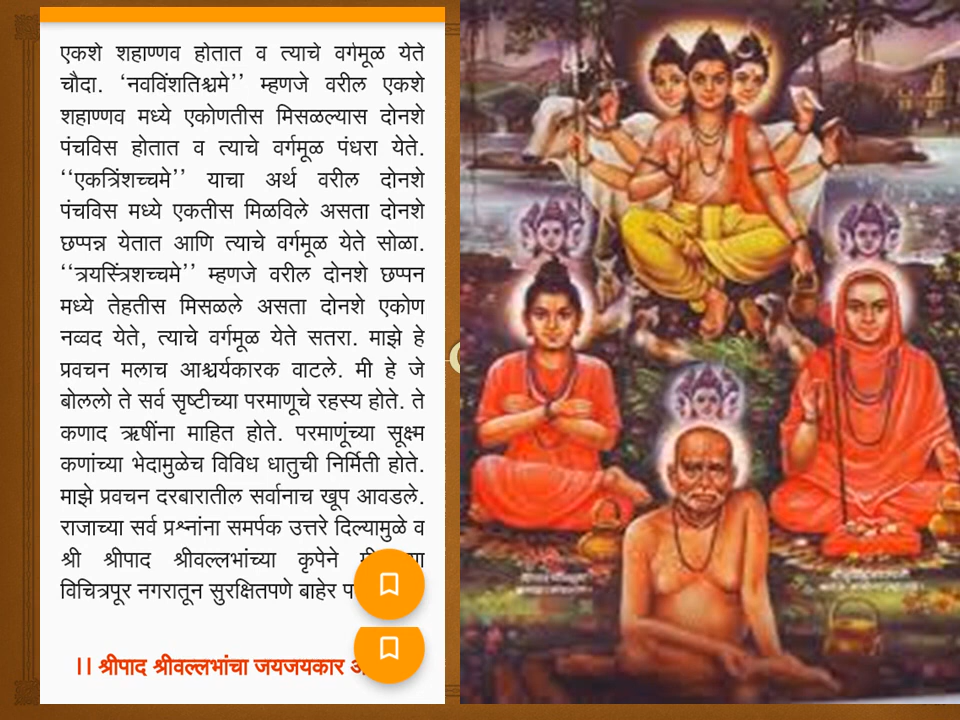 एकशे शहाण्णव होतात व त्याचे वर्गमूळ येते
चौदा. ‘नवविंशतिश्चमे’’ म्हणजे वरील एकशे
शहाण्णव मध्ये एकोणतीस मिसळल्यास दोनशे
पंचविस होतात व त्याचे वर्गमूळ पंधरा येते.
‘‘एकत्रिंशच्चमे’’ याचा अर्थ वरील दोनशे
पंचविस मध्ये एकतीस मिळविले असता दोनशे
छप्पन्न येतात आणि त्याचे वर्गमूळ येते सोळा.
‘‘त्रयस्त्रिंशच्चमे’’ म्हणजे वरील दोनशे छप्पन
मध्ये तेहतीस मिसळले असता दोनशे एकोण
नव्वद येते, त्याचे वर्गमूळ येते सतरा. माझे हे
प्रवचन मलाच आश्चर्यकारक वाटले. मी हे जे
बोललो ते सर्व सृष्टीच्या परमाणूचे रहस्य होते. ते
कणाद ऋषींना माहित होते. परमाणूंच्या सूक्ष्म
कणांच्या भेदामुळेच विविध धातुची निर्मिती होते.
माझे प्रवचन दरबारातील सर्वानाच खूप आवडले.
राजाच्या सर्व प्रश्नांना समर्पक उत्तरे दिल्यामुळे व
श्री श्रीपाद श्रीवल्लभांच्या कृपेने
विचित्रपूर नगरातून सुरक्षितपणे बाहेर
।। श्रीपाद श्रीवल्लभांचा जयजयकार